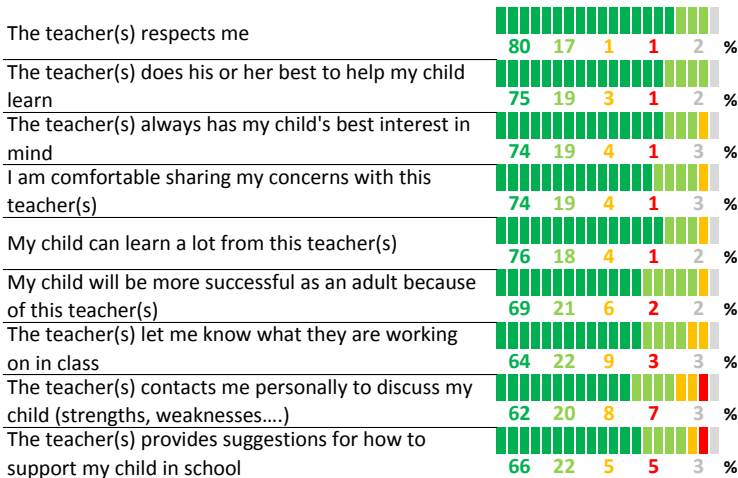 The teacher(s) respects me
80 17 1 1 2 %
The teacher(s) does his or her best to help my child
learn
75 19 3 1 2 %
The teacher(s) always has my child's best interest in
mind
74 19 4 1 3 %
I am comfortable sharing my concerns with this
teacher(s)
74 19 4 1 3 %
My child can learn a lot from this teacher(s)
76 18 4 1 2 %
My child will be more successful as an adult because
of this teacher(s)
69 21 6 2 2 %
The teacher(s) let me know what they are working
on in class
64 22 9 3 3 %
The teacher(s) contacts me personally to discuss my
child (strengths, weaknesses....)
62 20 8 7 3 %
The teacher(s) provides suggestions for how to
support my child in school
66 22 5 5 3 %